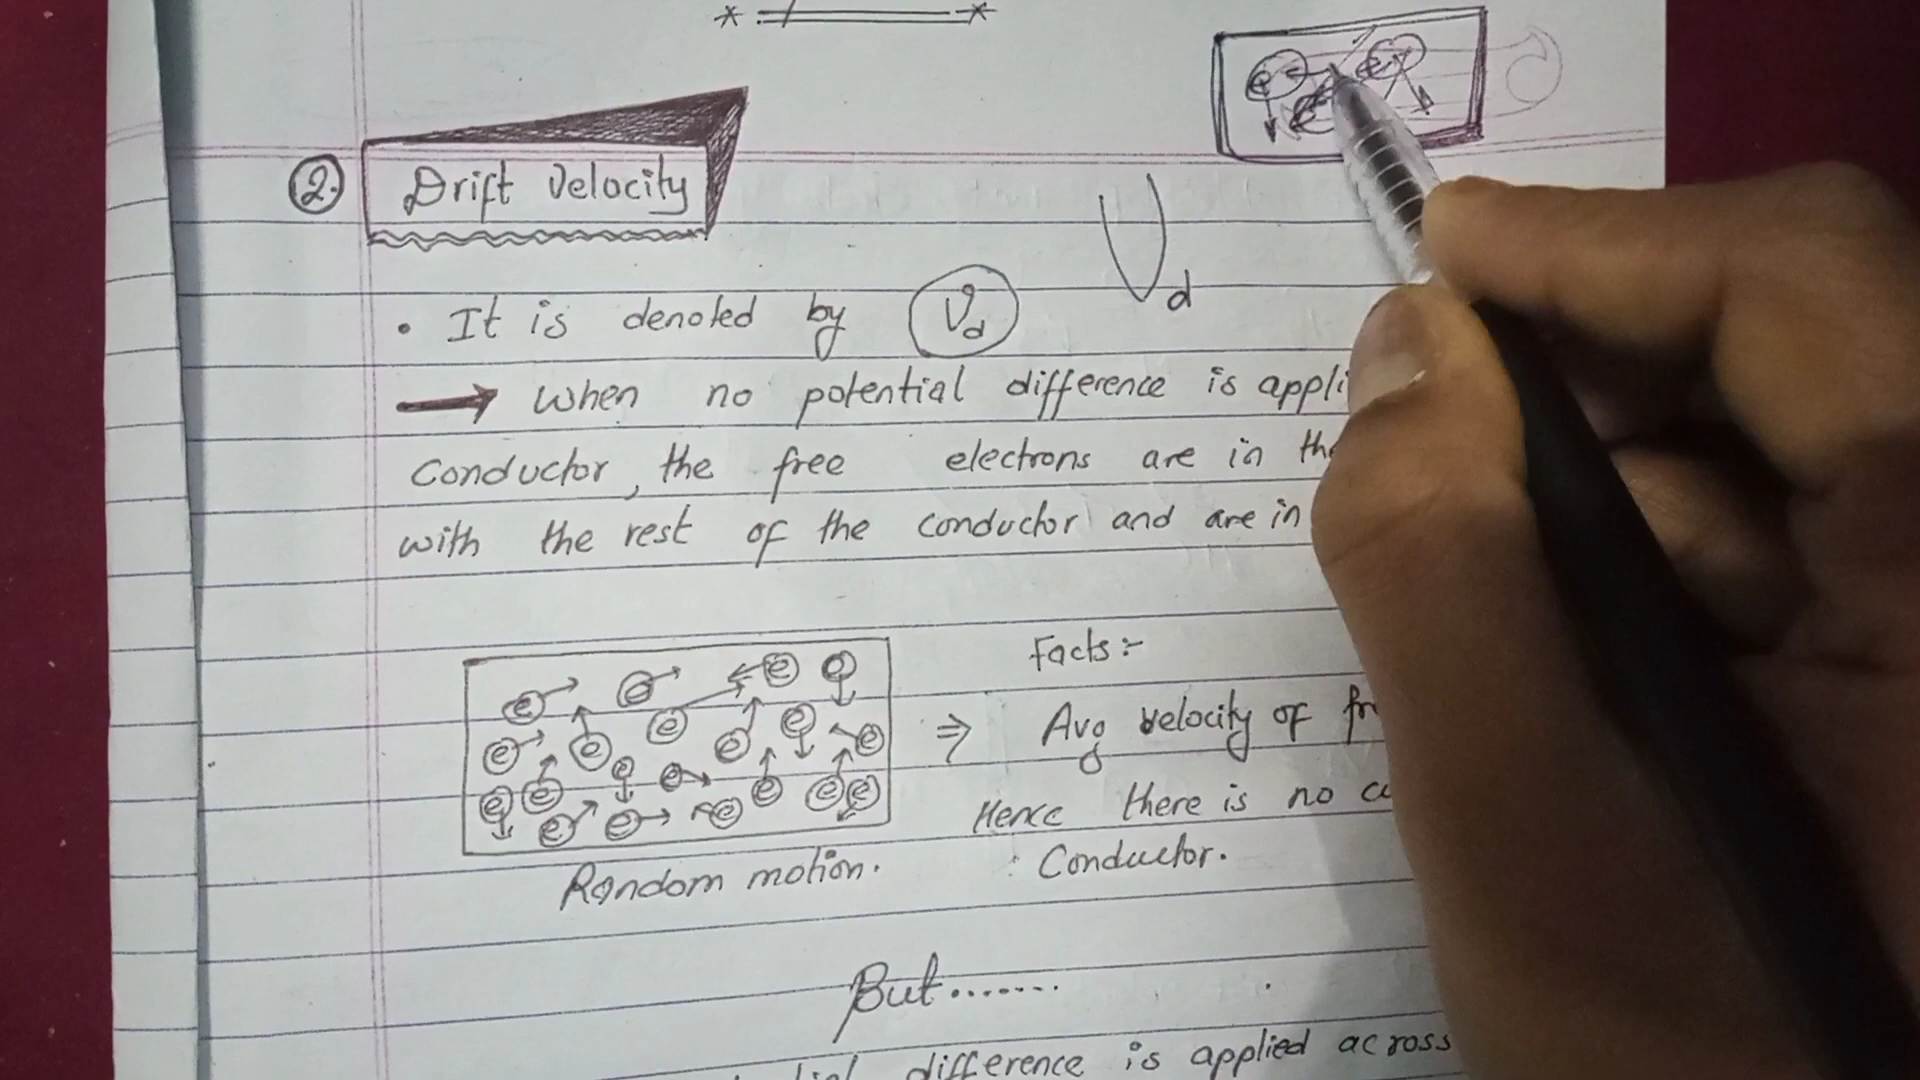 2. Drift Velocity
Vd
• It is denoted by Vd
→ When no potential difference is appli
Conductor, the free electrons are in th
with the rest of the conductor and are in
e e e e
Facts :-
⇒ Avg velocity of fr
Hence there is no cu
Conductor.
Random motion.
But.......
difference is applied across